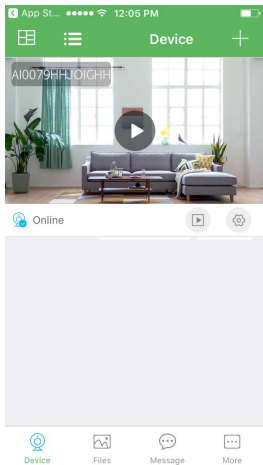 App St... 12:05 PM
Device
AI0079HHJOIGHH
Online
Device Files Message More